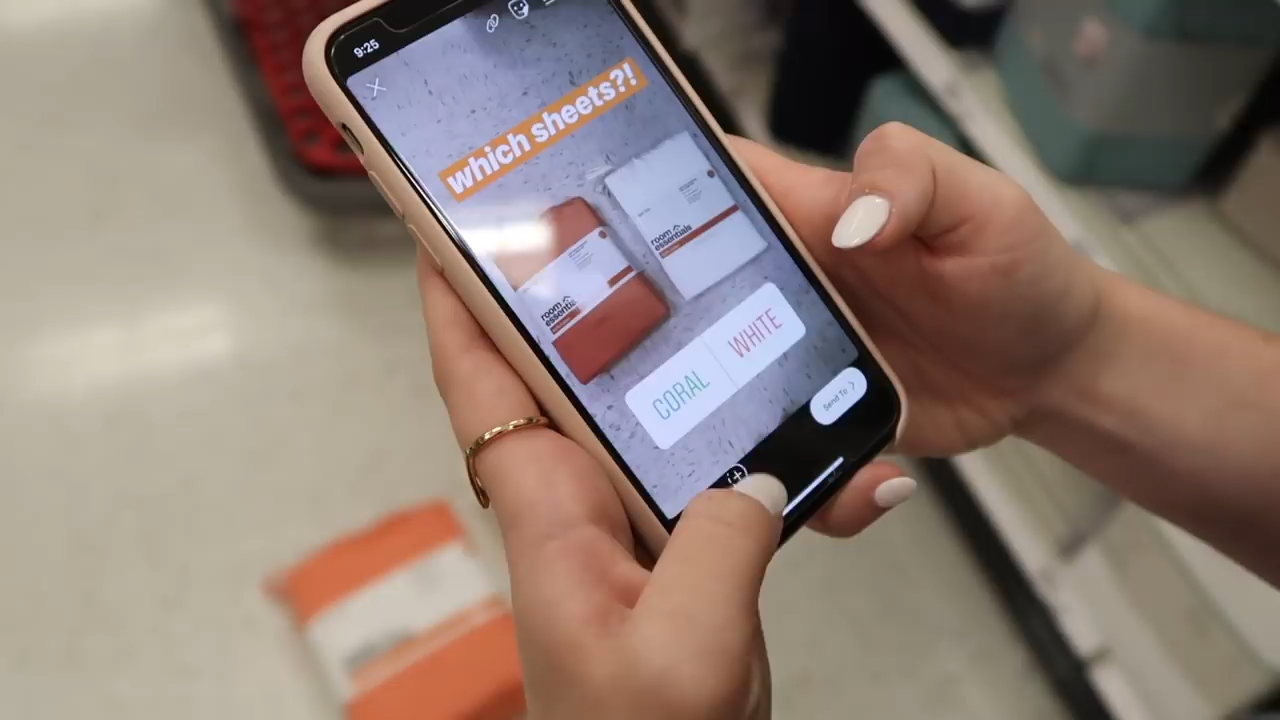 9:25
which sheets?!
room
essentials
room
essentials
CORAL
WHITE
Send To >